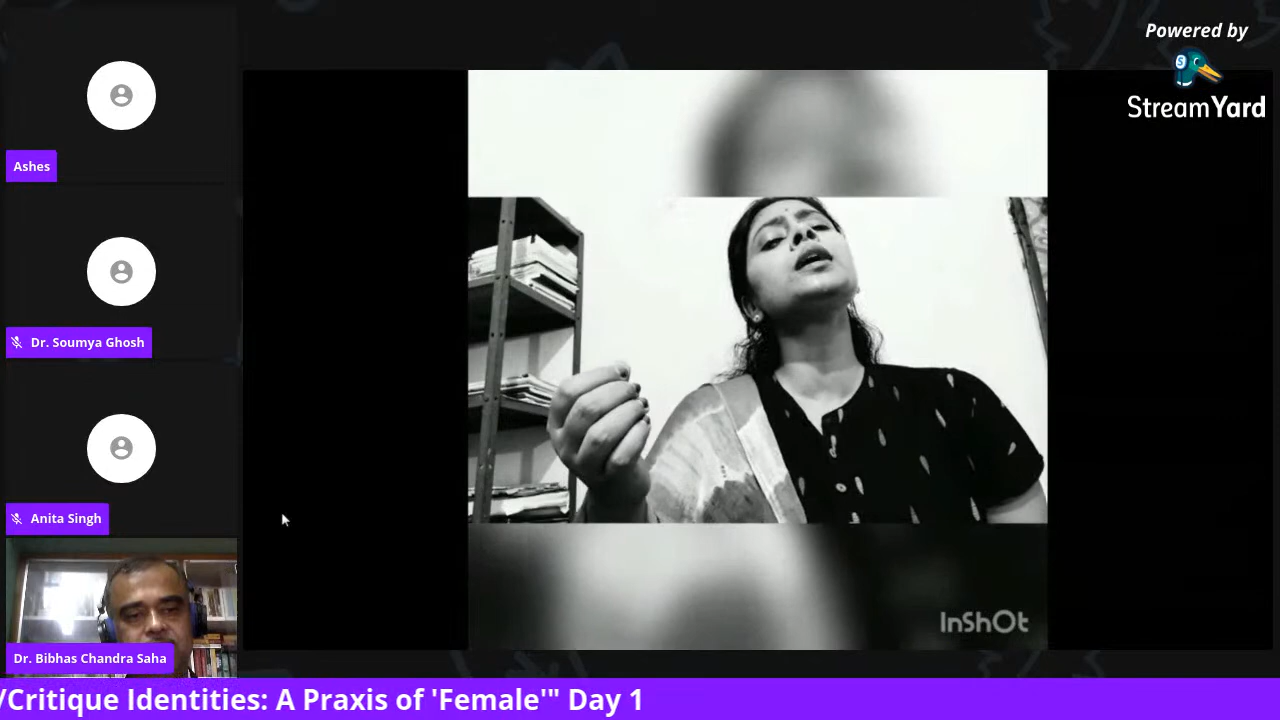 Powered by
StreamYard
Ashes
Dr. Soumya Ghosh
Anita Singh
Dr. Bibhas Chandra Saha
InShOt
/Critique Identities: A Praxis of 'Female'" Day 1